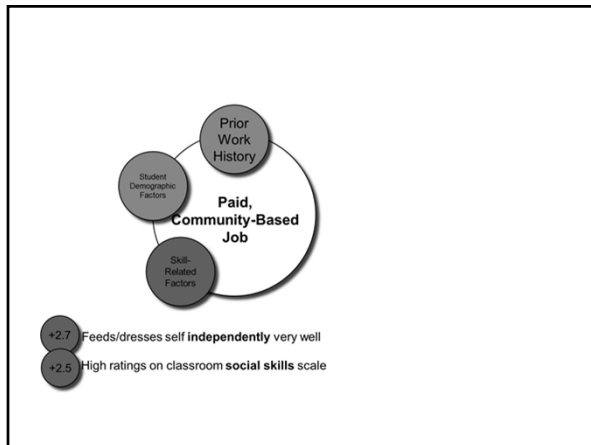 Prior
Work
History
Student
Demographic
Factors
Paid,
Community-Based
Job
Skill-
Related
Factors
+2.7 Feeds/dresses self independently very well
+2.5 High ratings on classroom social skills scale